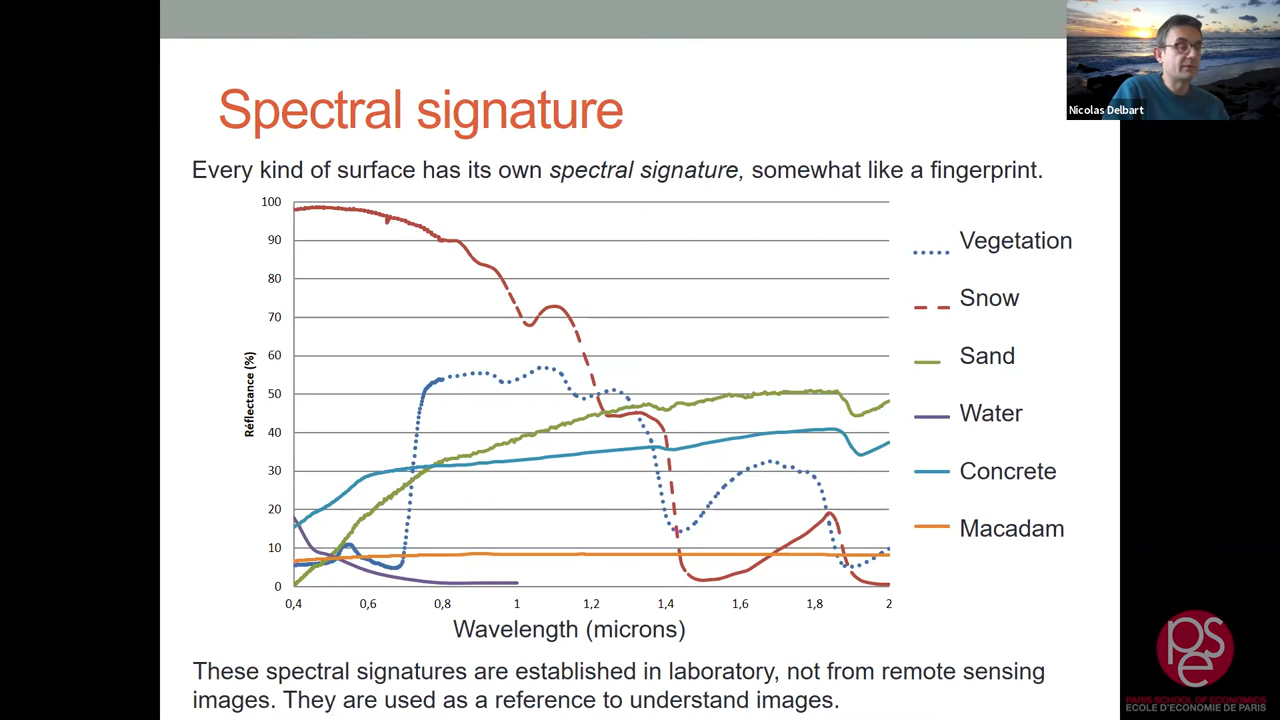 Nicolas Delbart
Spectral signature
Every kind of surface has its own spectral signature, somewhat like a fingerprint.
100
90
80
70
60
50
40
30
20
10
0
Réflectance (%)
0,4
0,6
0,8
1
1,2
1,4
1,6
1,8
2
Wavelength (microns)
Vegetation
Snow
Sand
Water
Concrete
Macadam
These spectral signatures are established in laboratory, not from remote sensing
images. They are used as a reference to understand images.
pse
PARIS SCHOOL OF ECONOMICS
ECOLE D'ECONOMIE DE PARIS